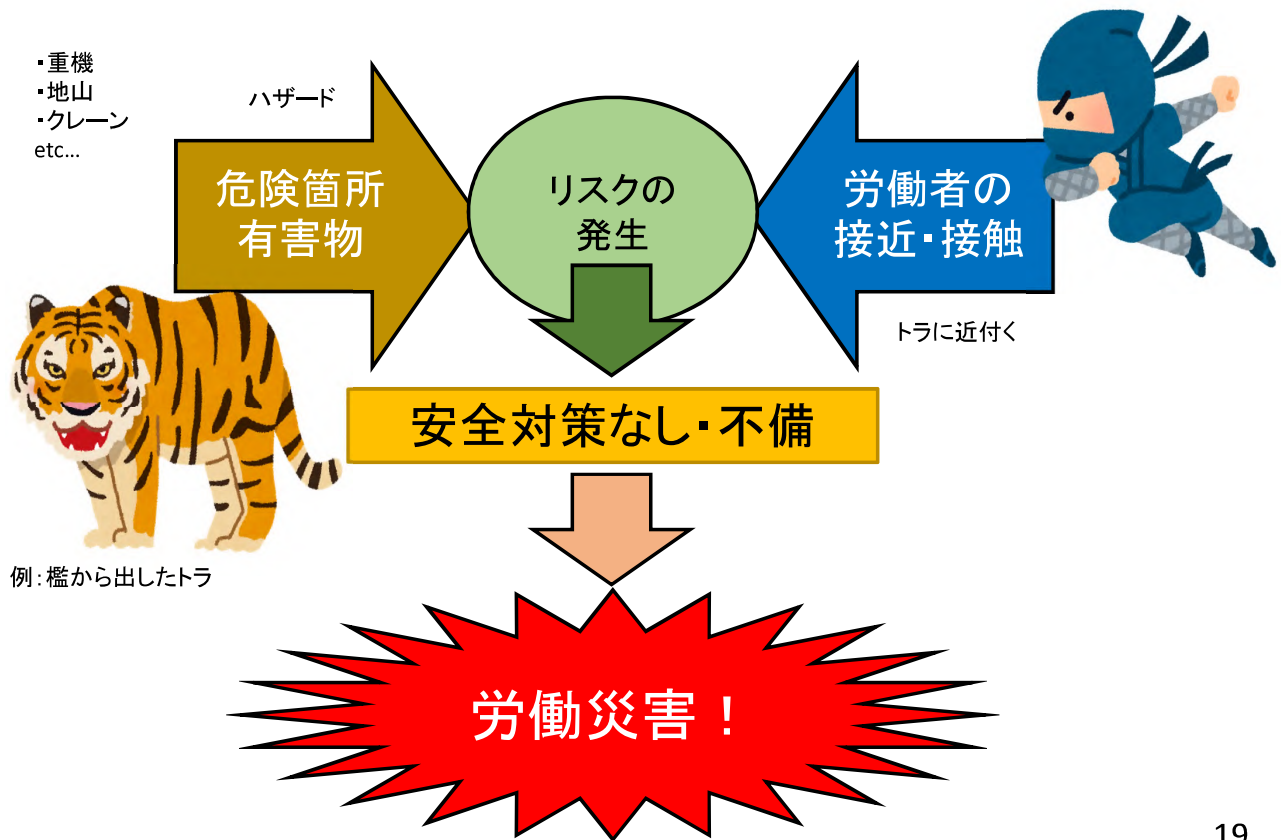 ・重機
・地山
・クレーン
etc…
ハザード
危険箇所
有害物
リスクの
発生
労働者の
接近・接触
トラに近付く
安全対策なし・不備
例：檻から出したトラ
労働災害！
19